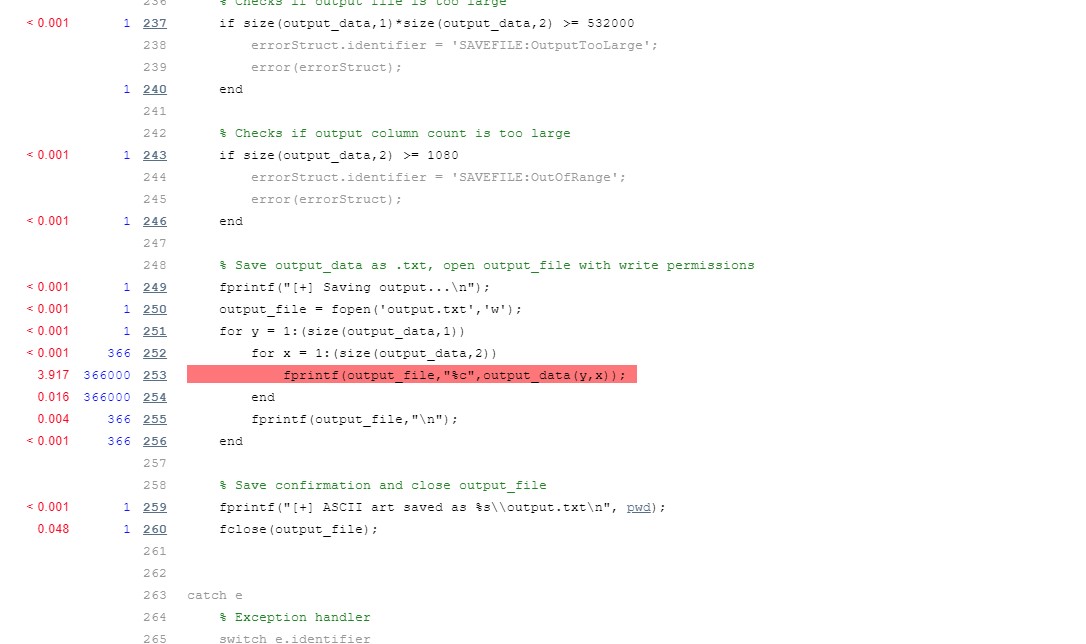 236 % Checks if output file is too large
< 0.001 1 237 if size(output_data,1)*size(output_data,2) >= 532000
238 errorStruct.identifier = 'SAVEFILE:OutputTooLarge';
239 error(errorStruct);
1 240 end
241
242 % Checks if output column count is too large
< 0.001 1 243 if size(output_data,2) >= 1080
244 errorStruct.identifier = 'SAVEFILE:OutOfRange';
245 error(errorStruct);
< 0.001 1 246 end
247
248 % Save output_data as .txt, open output_file with write permissions
< 0.001 1 249 fprintf("[+] Saving output...\n");
< 0.001 1 250 output_file = fopen('output.txt','w');
< 0.001 1 251 for y = 1:(size(output_data,1))
< 0.001 366 252 for x = 1:(size(output_data,2))
3.917 366000 253 fprintf(output_file,"%c",output_data(y,x));
0.016 366000 254 end
0.004 366 255 fprintf(output_file,"\n");
< 0.001 366 256 end
257
258 % Save confirmation and close output_file
< 0.001 1 259 fprintf("[+] ASCII art saved as %s\\output.txt\n", pwd);
0.048 1 260 fclose(output_file);
261
262
263 catch e
264 % Exception handler
265 switch e.identifier